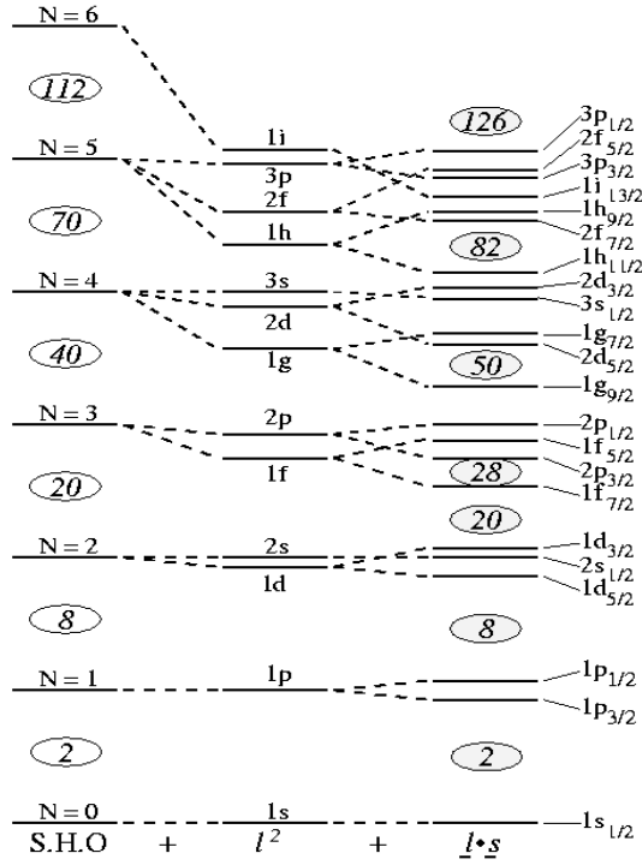 N = 6
112
126
3p1/2
1i
2f5/2
N = 5
3p
3p3/2
2f
1i13/2
70
1h
1h9/2
82
2f7/2
1h11/2
N = 4
3s
2d3/2
2d
3s1/2
1g
1g7/2
40
50
2d5/2
1g9/2
N = 3
2p
2p1/2
1f
1f5/2
28
2p3/2
20
1f7/2
20
N = 2
2s
1d3/2
1d
2s1/2
1d5/2
8
8
N = 1
1p
1p1/2
1p3/2
2
2
N = 0
1s
1s1/2
S.H.O + l² + l•s